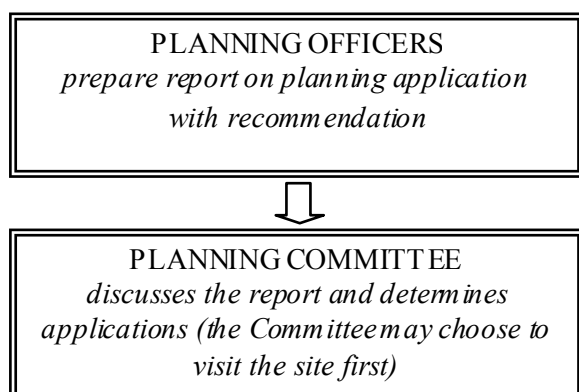 PLANNING OFFICERS
prepare report on planning application
with recommendation
PLANNING COMMITTEE
discusses the report and determines
applications (the Committee may choose to
visit the site first)